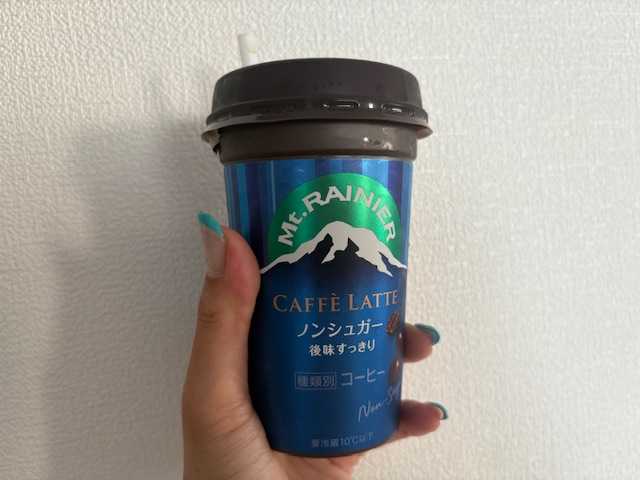 Mt. RAINIER
CAFFÈ LATTE
ノンシュガー
後味すっきり
種類別 コーヒー
Non
要冷蔵10℃以下